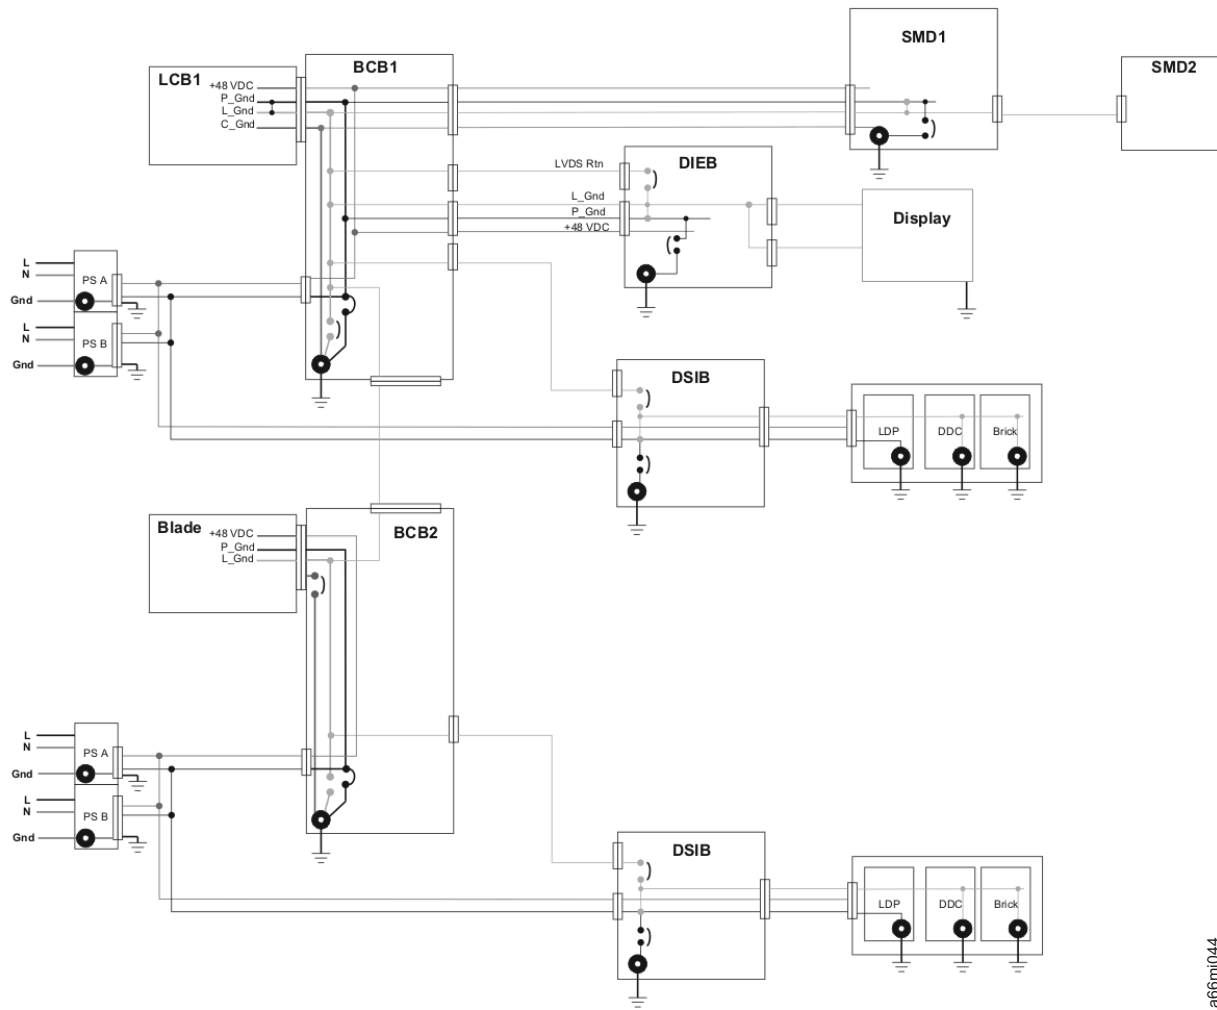 SMD1
SMD2
BCB1
LCB1
+48 VDC
P_Gnd
L_Gnd
C_Gnd
LVDS Rtn
DIEB
L_Gnd
P_Gnd
+48 VDC
Display
L
N
PS A
Gnd
L
N
PS B
Gnd
DSIB
LDP
DDC
Brick
Blade
+48 VDC
P_Gnd
L_Gnd
BCB2
L
N
PS A
Gnd
L
N
PS B
Gnd
DSIB
LDP
DDC
Brick
a66mi044